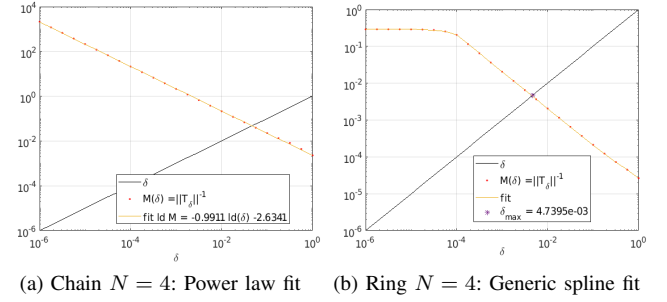 10^4
10^2
10^0
10^-2
10^-4
10^-6
10^-6 10^-4 10^-2 10^0
δ
δ
M(δ) =||T_δ||^-1
fit ld M = -0.9911 ld(δ) -2.6341
(a) Chain N = 4: Power law fit
10^0
10^-1
10^-2
10^-3
10^-4
10^-5
10^-6
10^-6 10^-4 10^-2 10^0
δ
δ
M(δ) =||T_δ||^-1
fit
δ_max = 4.7395e-03
(b) Ring N = 4: Generic spline fit